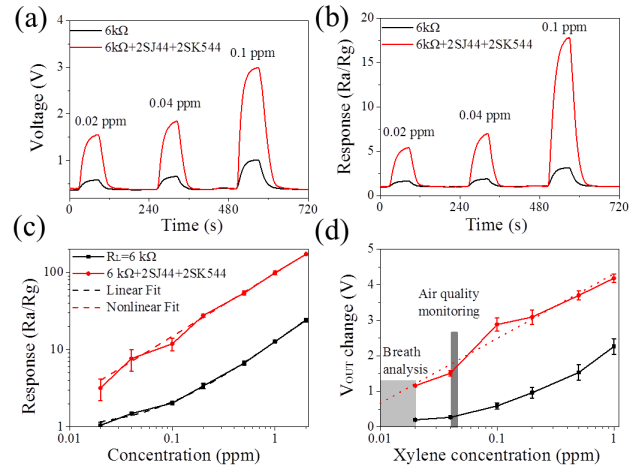 (a)
6kΩ
6kΩ+2SJ44+2SK544
0.1 ppm
0.02 ppm
0.04 ppm
Voltage (V)
4
3
2
1
0 240 480 720
Time (s)
(b)
6kΩ
6kΩ+2SJ44+2SK544
0.1 ppm
0.02 ppm
0.04 ppm
Response (Ra/Rg)
20
15
10
5
0
0 240 480 720
Time (s)
(c)
RL=6 kΩ
6 kΩ+2SJ44+2SK544
Linear Fit
Nonlinear Fit
Response (Ra/Rg)
100
10
1
0.01 0.1 1
Concentration (ppm)
(d)
Air quality
monitoring
Breath
analysis
VOUT change (V)
5
4
3
2
1
0
0.01 0.1 1
Xylene concentration (ppm)